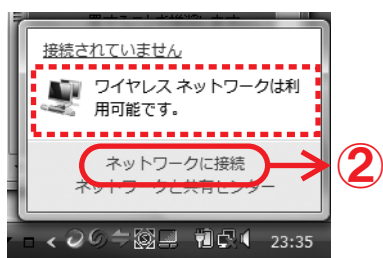 接続されていません
ワイヤレス ネットワークは利
用可能です。
ネットワークに接続
②
ネットワークと共有センター
23:35